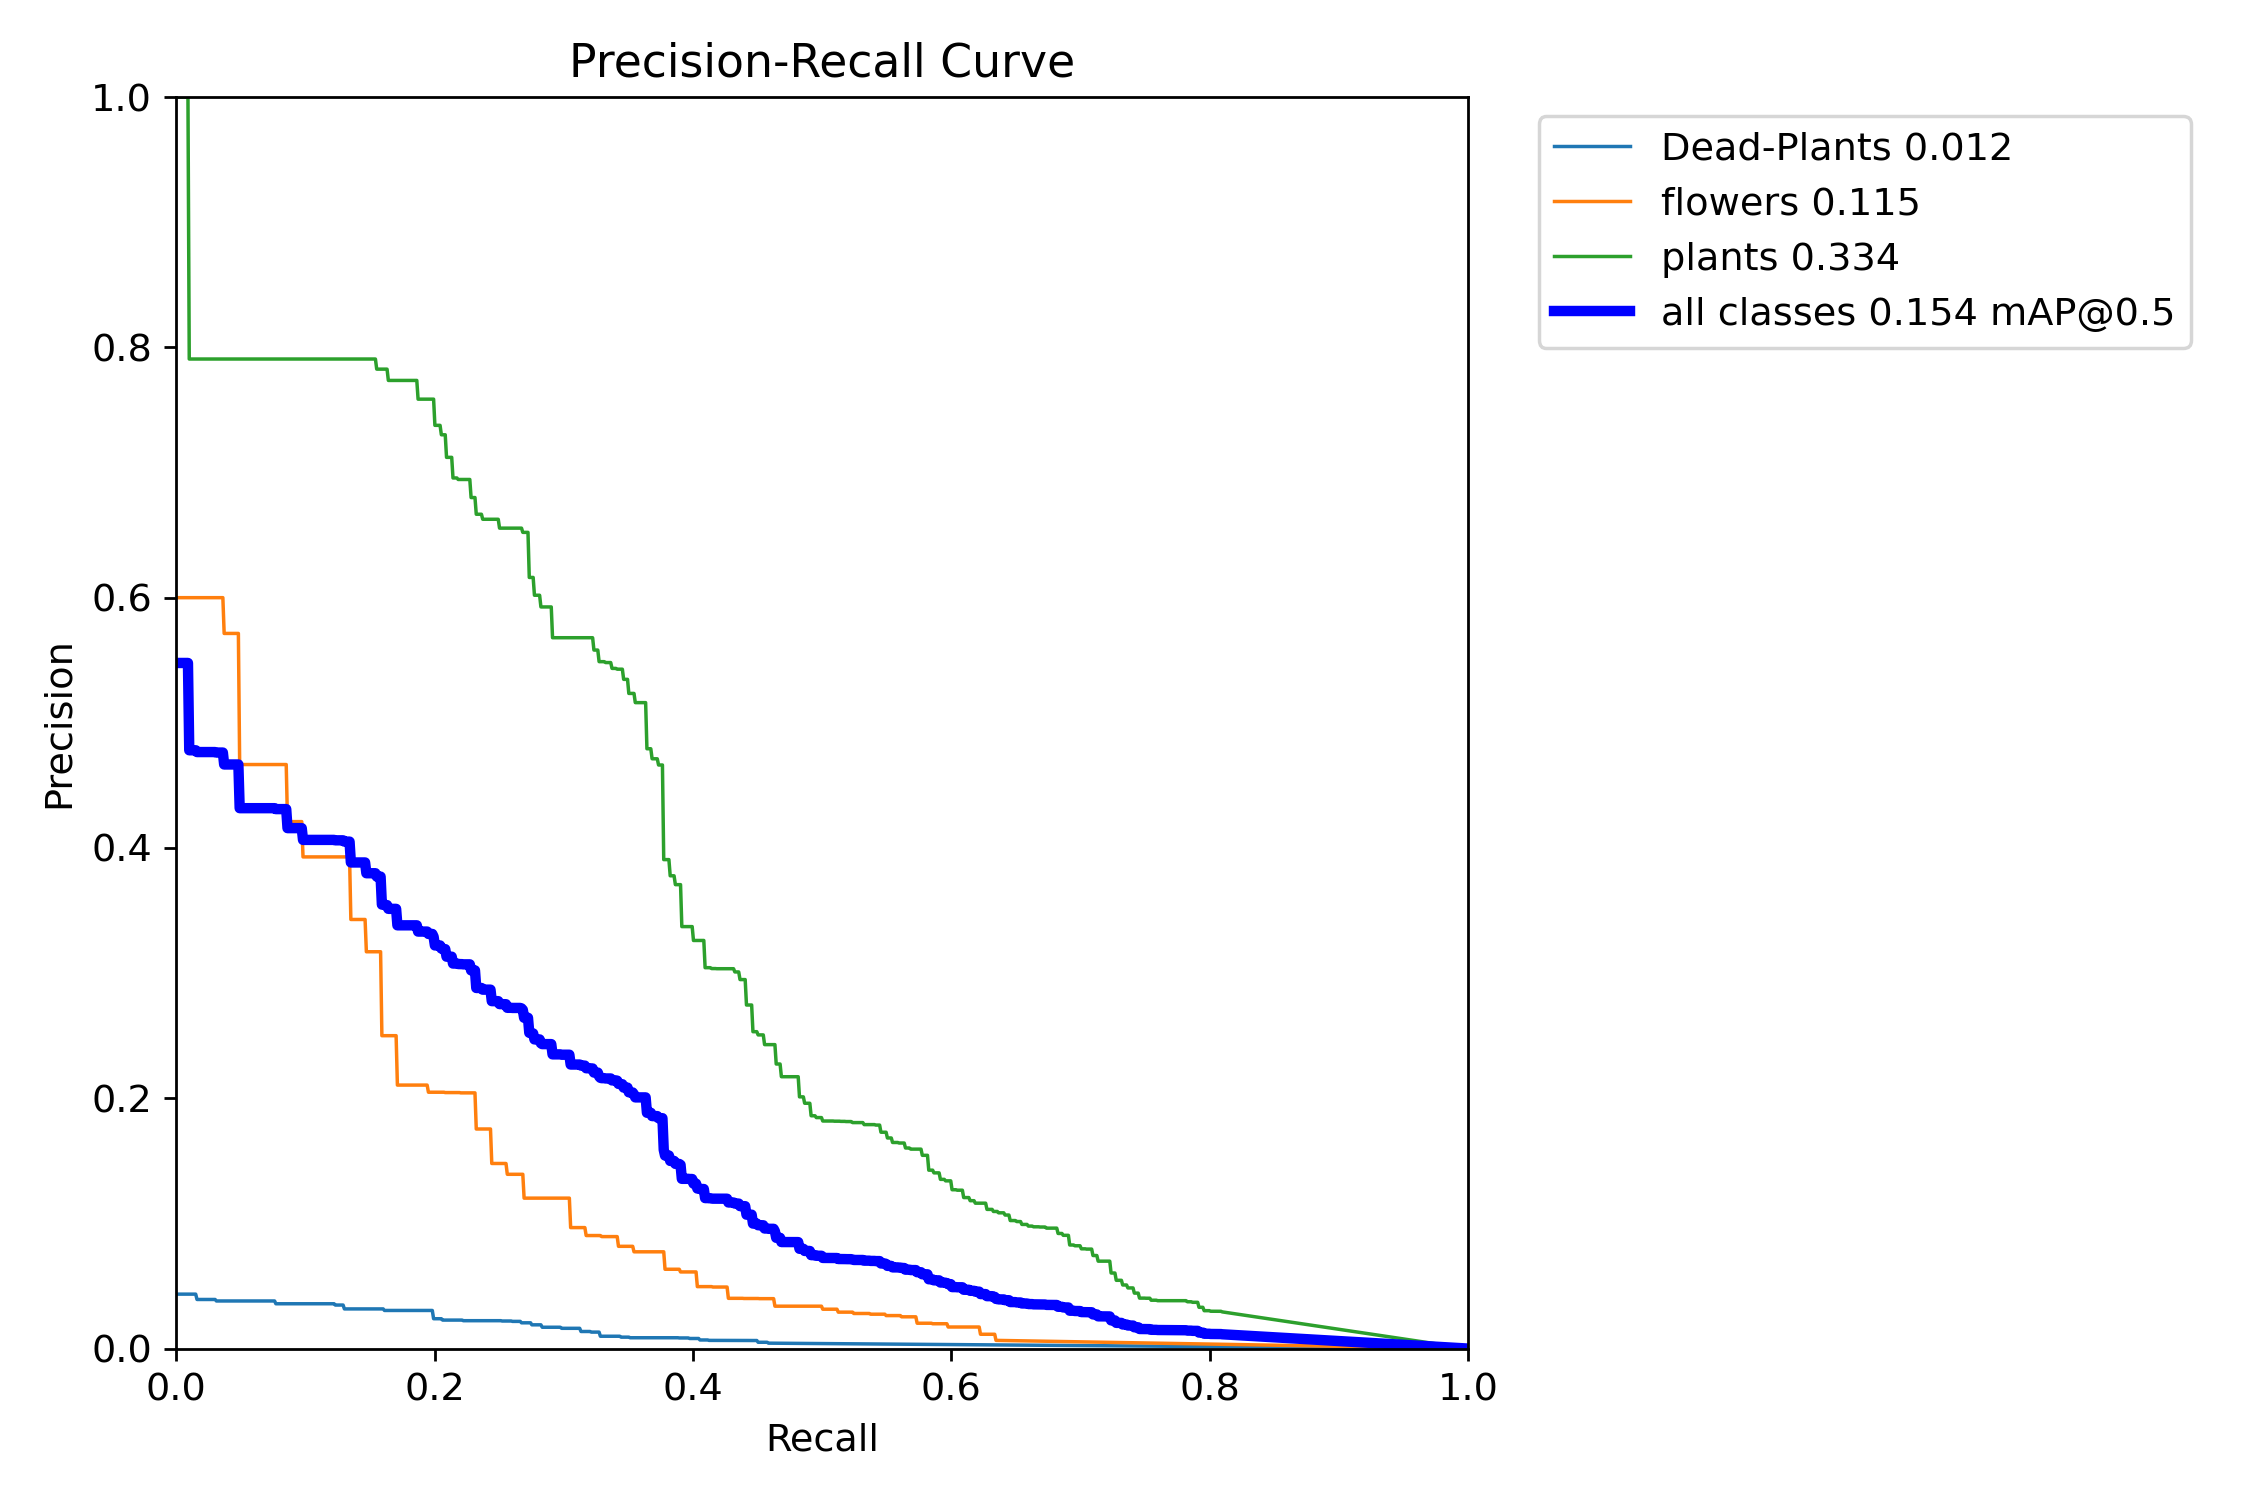 Precision-Recall Curve
1.0
0.8
0.6
0.4
0.2
0.0
Precision
0.0 0.2 0.4 0.6 0.8 1.0
Recall
Dead-Plants 0.012
flowers 0.115
plants 0.334
all classes 0.154 mAP@0.5